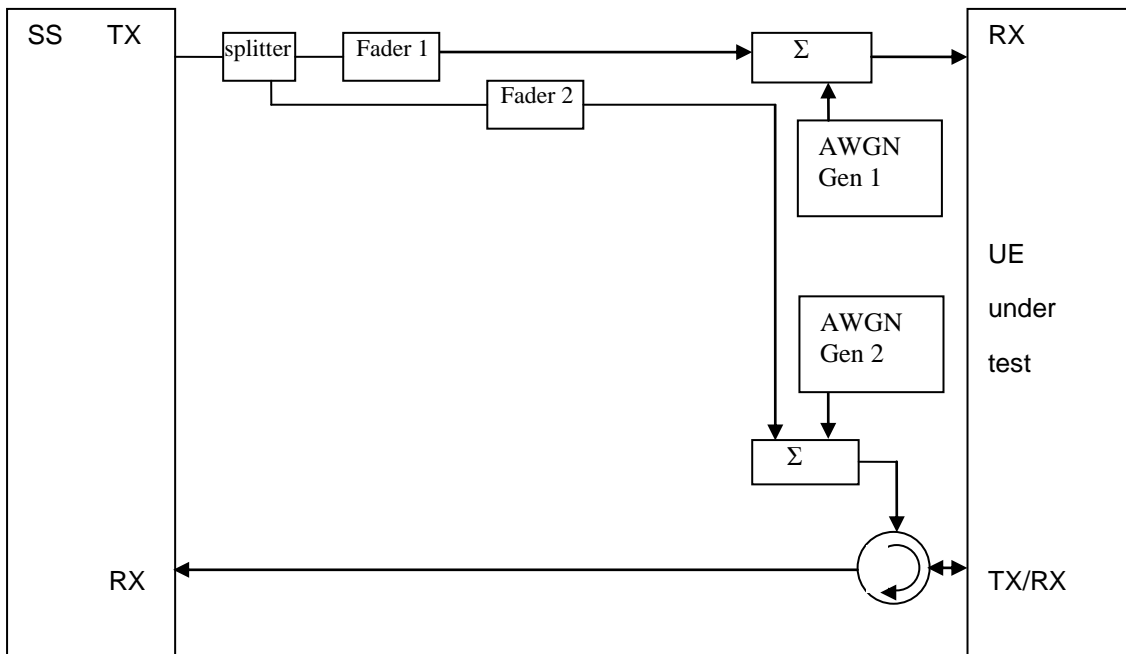 SS TX
splitter
Fader 1
Σ
RX
Fader 2
AWGN
Gen 1
UE
under
test
AWGN
Gen 2
Σ
RX
TX/RX